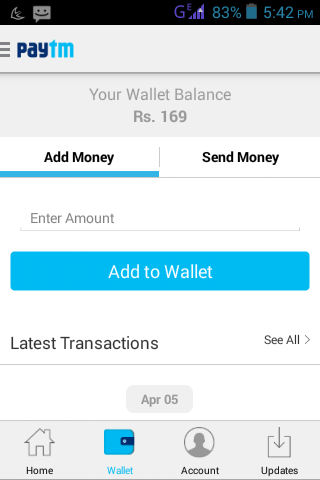 G E 83% 5:42 PM
paytm
Your Wallet Balance
Rs. 169
Add Money Send Money
Enter Amount
Add to Wallet
Latest Transactions See All
Apr 05
Home Wallet Account Updates